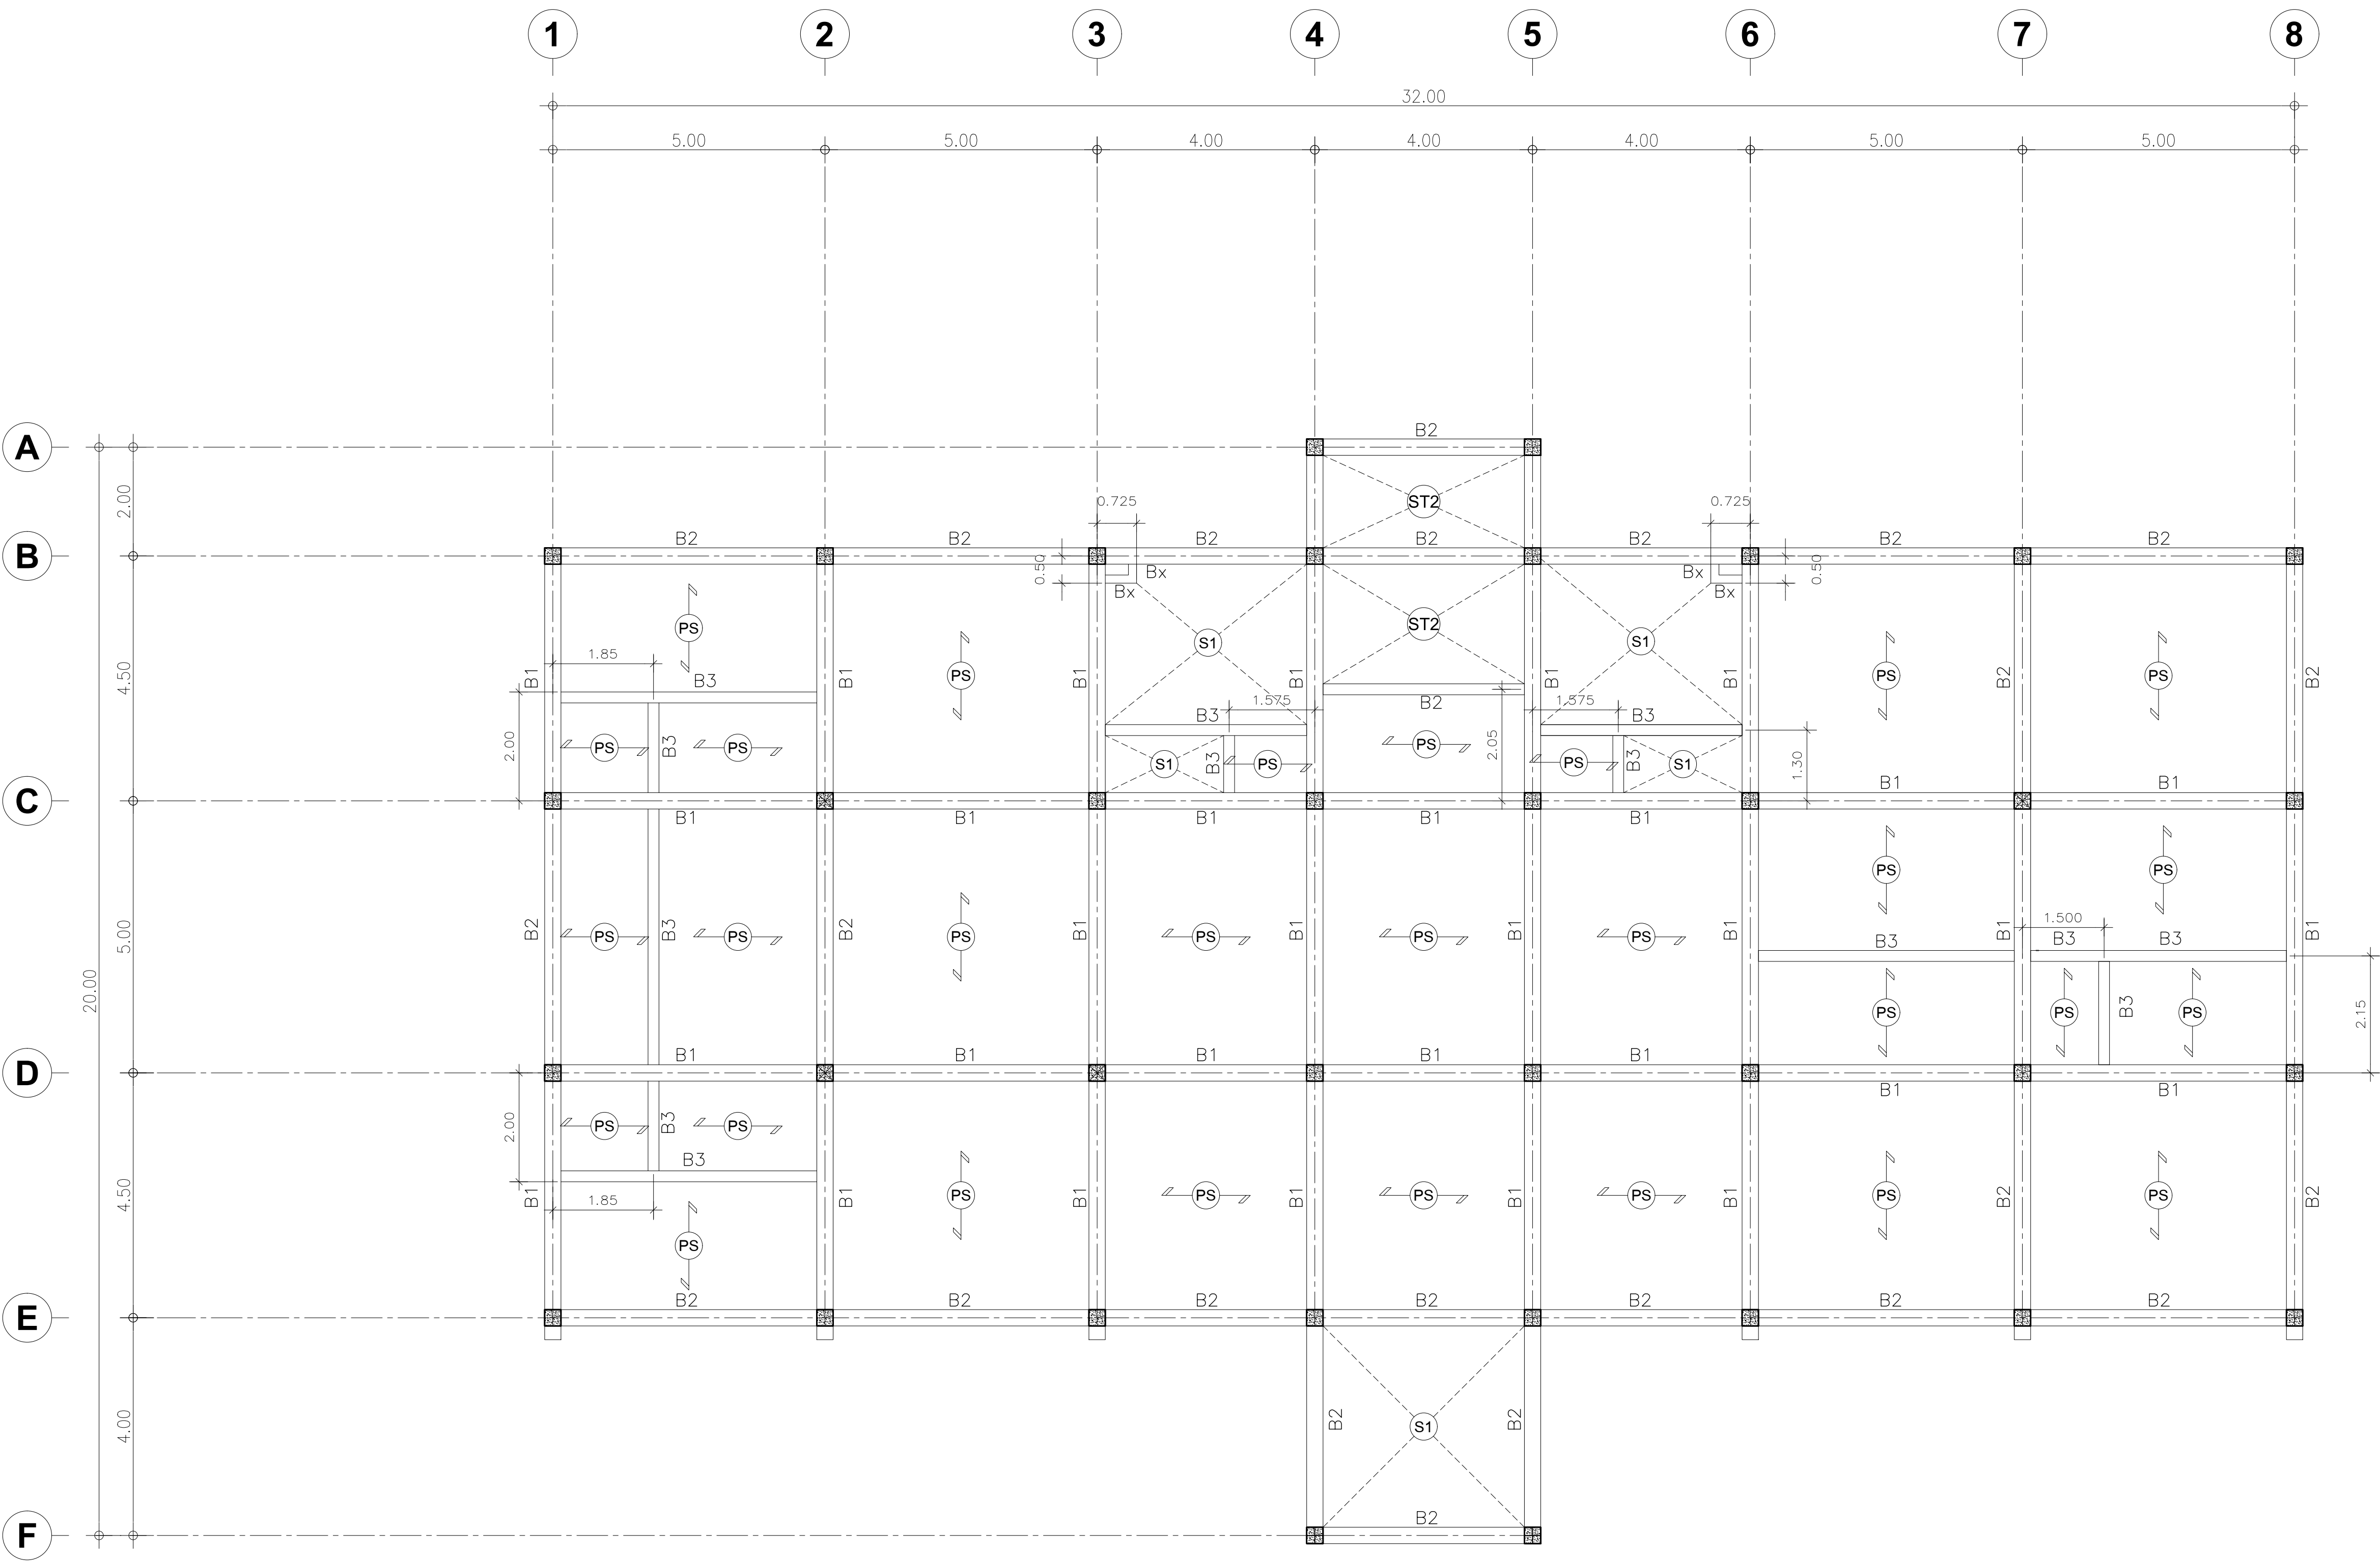 1 2 3 4 5 6 7 8
32.00
5.00 5.00 4.00 4.00 4.00 5.00 5.00
B2
A
2.00
ST2
0.725 0.725
B2 B2 B2 B2 B2 B2 B2
B
0.50 Bx Bx 0.50
Bx Bx
PS ST2
S1 S1
1.85
4.50 B1 B3 B1 PS B1 B1 B1 B1 PS B2 PS B2
1.575 B2 1.575
B3 B3
2.00 PS B3 PS PS 2.05
S1 B3 PS PS B3 S1 1.30
B1 B1
C
B1 B1 B1 B1 B1
PS PS
1.500
5.00 B2 PS B3 PS B2 PS B1 PS B1 PS B1 PS B1 B1 B1
B3 B3 B3
20.00
PS PS B3 PS 2.15
B1 B1 B1 B1 B1
D
B1 B1
2.00 PS B3 PS
B3
4.50 B1 1.85 B1 PS B1 PS B1 PS B1 PS B1 PS B2 PS B2
PS
B2 B2 B2 B2 B2 B2 B2
E
4.00 B2 S1 B2
B2
F